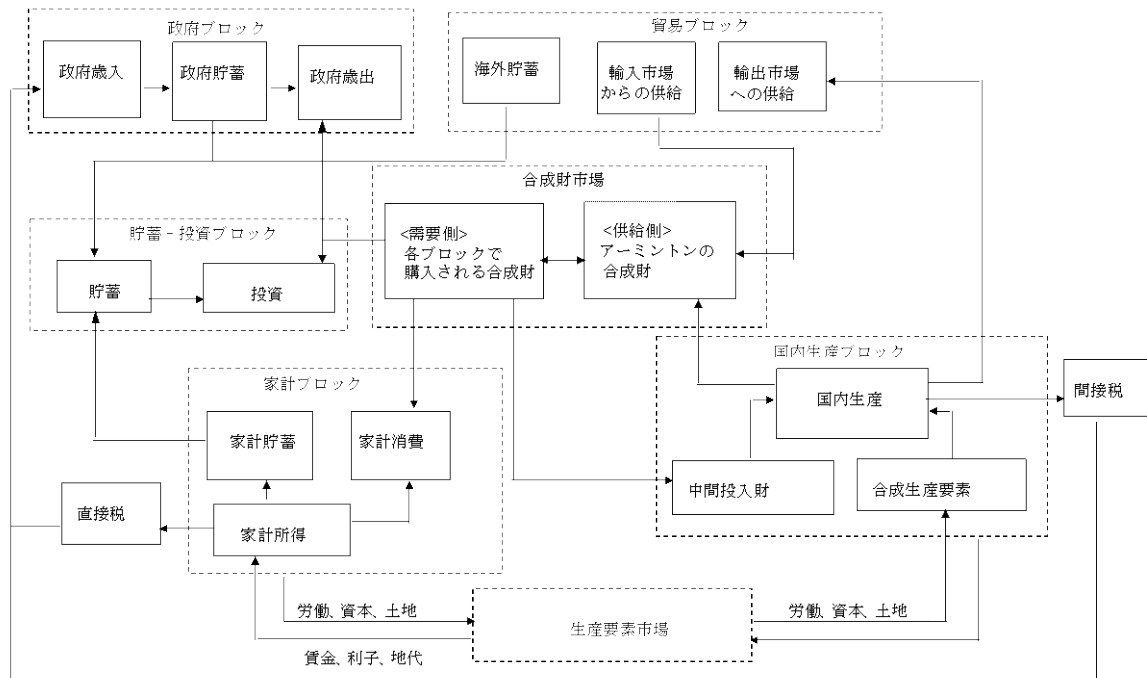 政府ブロック
政府歳入
政府貯蓄
政府歳出
貿易ブロック
海外貯蓄
輸入市場
からの供給
輸出市場
への供給
合成財市場
<需要側>
各ブロックで
購入される合成財
<供給側>
アーミントンの
合成財
貯蓄－投資ブロック
貯蓄
投資
国内生産ブロック
国内生産
中間投入財
合成生産要素
間接税
家計ブロック
家計貯蓄
家計消費
家計所得
直接税
労働、資本、土地
生産要素市場
労働、資本、土地
賃金、利子、地代